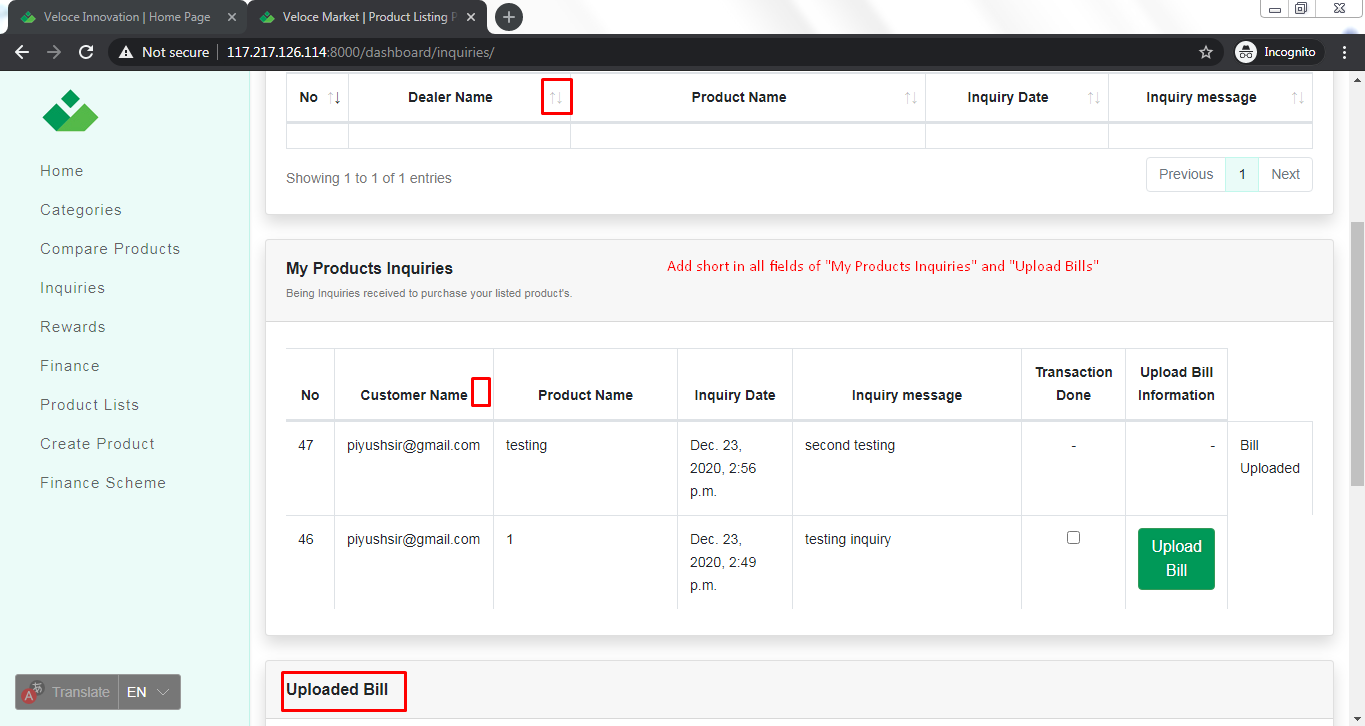 Veloce Innovation | Home Page
Veloce Market | Product Listing P
Not secure
117.217.126.114:8000/dashboard/inquiries/
Incognito
Home
Categories
Compare Products
Inquiries
Rewards
Finance
Product Lists
Create Product
Finance Scheme
A Translate EN
No Dealer Name Product Name Inquiry Date Inquiry message
Showing 1 to 1 of 1 entries
Previous 1 Next
My Products Inquiries
Add short in all fields of "My Products Inquiries" and "Upload Bills"
Being Inquiries received to purchase your listed product's.
No Customer Name Product Name Inquiry Date Inquiry message Transaction Done Upload Bill Information
47 piyushsir@gmail.com testing Dec. 23, 2020, 2:56 p.m. second testing - - Bill Uploaded
46 piyushsir@gmail.com 1 Dec. 23, 2020, 2:49 p.m. testing inquiry Upload Bill
Uploaded Bill